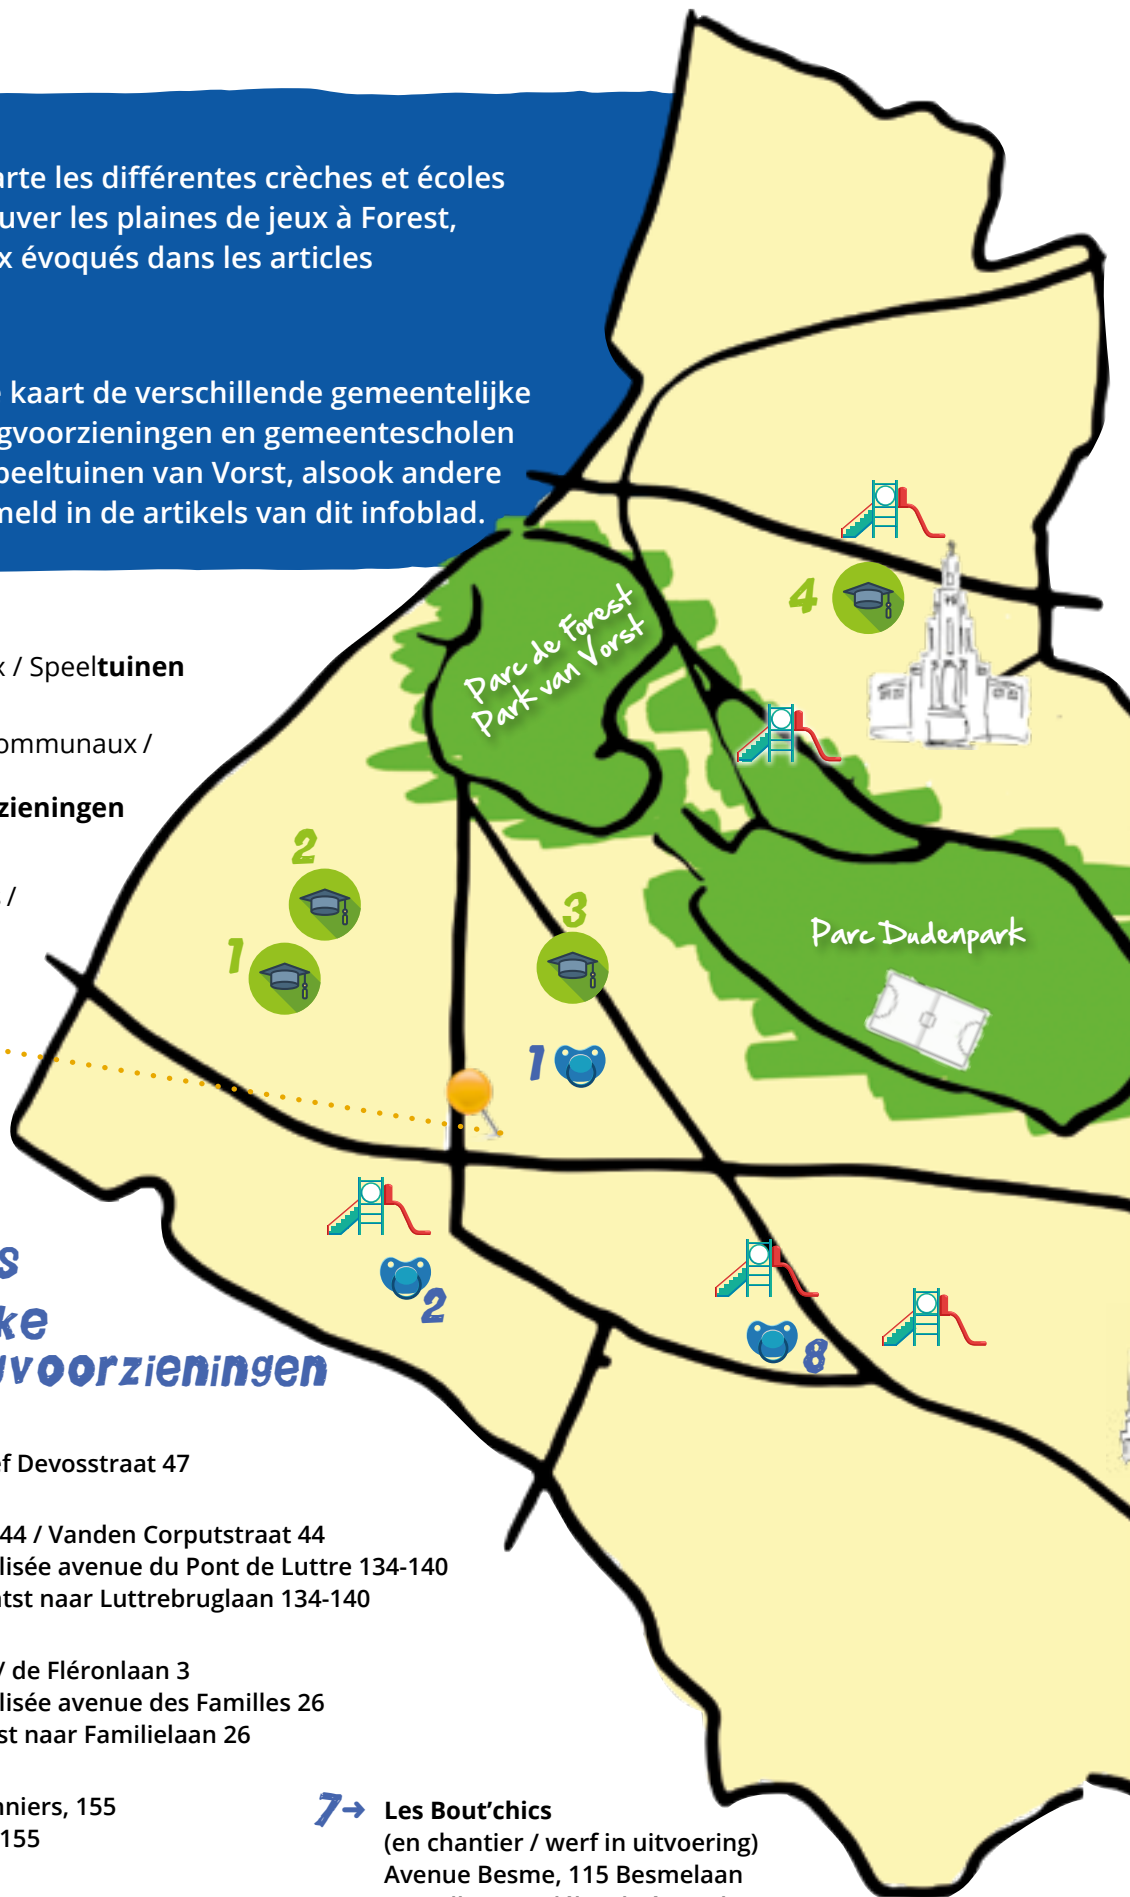 arte les différentes crèches et écoles
uver les plaines de jeux à Forest,
x évoqués dans les articles
kaart de verschillende gemeentelijke
gvoorzieningen en gemeentescholen
peeltuinen van Vorst, alsook andere
meld in de artikels van dit infoblad.
x / Speeltuinen
ommunaux /
zieningen
/
Parc de Forest
Park van Vorst
4
2
1
3
Parc Dudenpark
1
2
8
s
ke
gvoorzieningen
ef Devosstraat 47
44 / Vanden Corputstraat 44
lisée avenue du Pont de Luttre 134-140
atst naar Luttrebruglaan 134-140
/ de Fléronlaan 3
lisée avenue des Familles 26
st naar Familielaan 26
nniers, 155
155
7→ Les Bout’chics
(en chantier / werf in uitvoering)
Avenue Besme, 115 Besmelaan